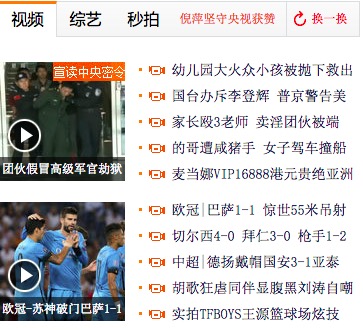 视频 综艺 秒拍 倪萍坚守央视获赞 换一换
宣读中央密令
团伙假冒高级军官劫狱
幼儿园大火众小孩被抛下救出
国台办斥李登辉 普京警告美
家长殴3老师 卖淫团伙被端
的哥遭咸猪手 女子驾车撞船
麦当娜VIP16888港元贵绝亚洲
欧冠-苏神破门巴萨1-1
欧冠|巴萨1-1 惊世55米吊射
切尔西4-0 拜仁3-0 枪手1-2
中超|德扬戴帽国安3-1亚泰
胡歌狂虐同伴显腹黑刘涛自嘲
实拍TFBOYS王源篮球场炫技